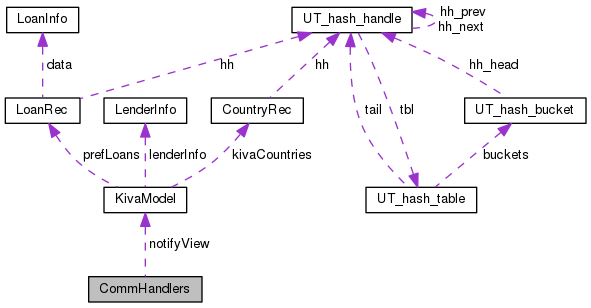 LoanInfo
UT_hash_handle
hh_prev
hh_next
data
hh
hh
hh_head
LoanRec
LenderInfo
CountryRec
tail
tbl
UT_hash_bucket
prefLoans
lenderInfo
kivaCountries
buckets
KivaModel
UT_hash_table
notifyView
CommHandlers